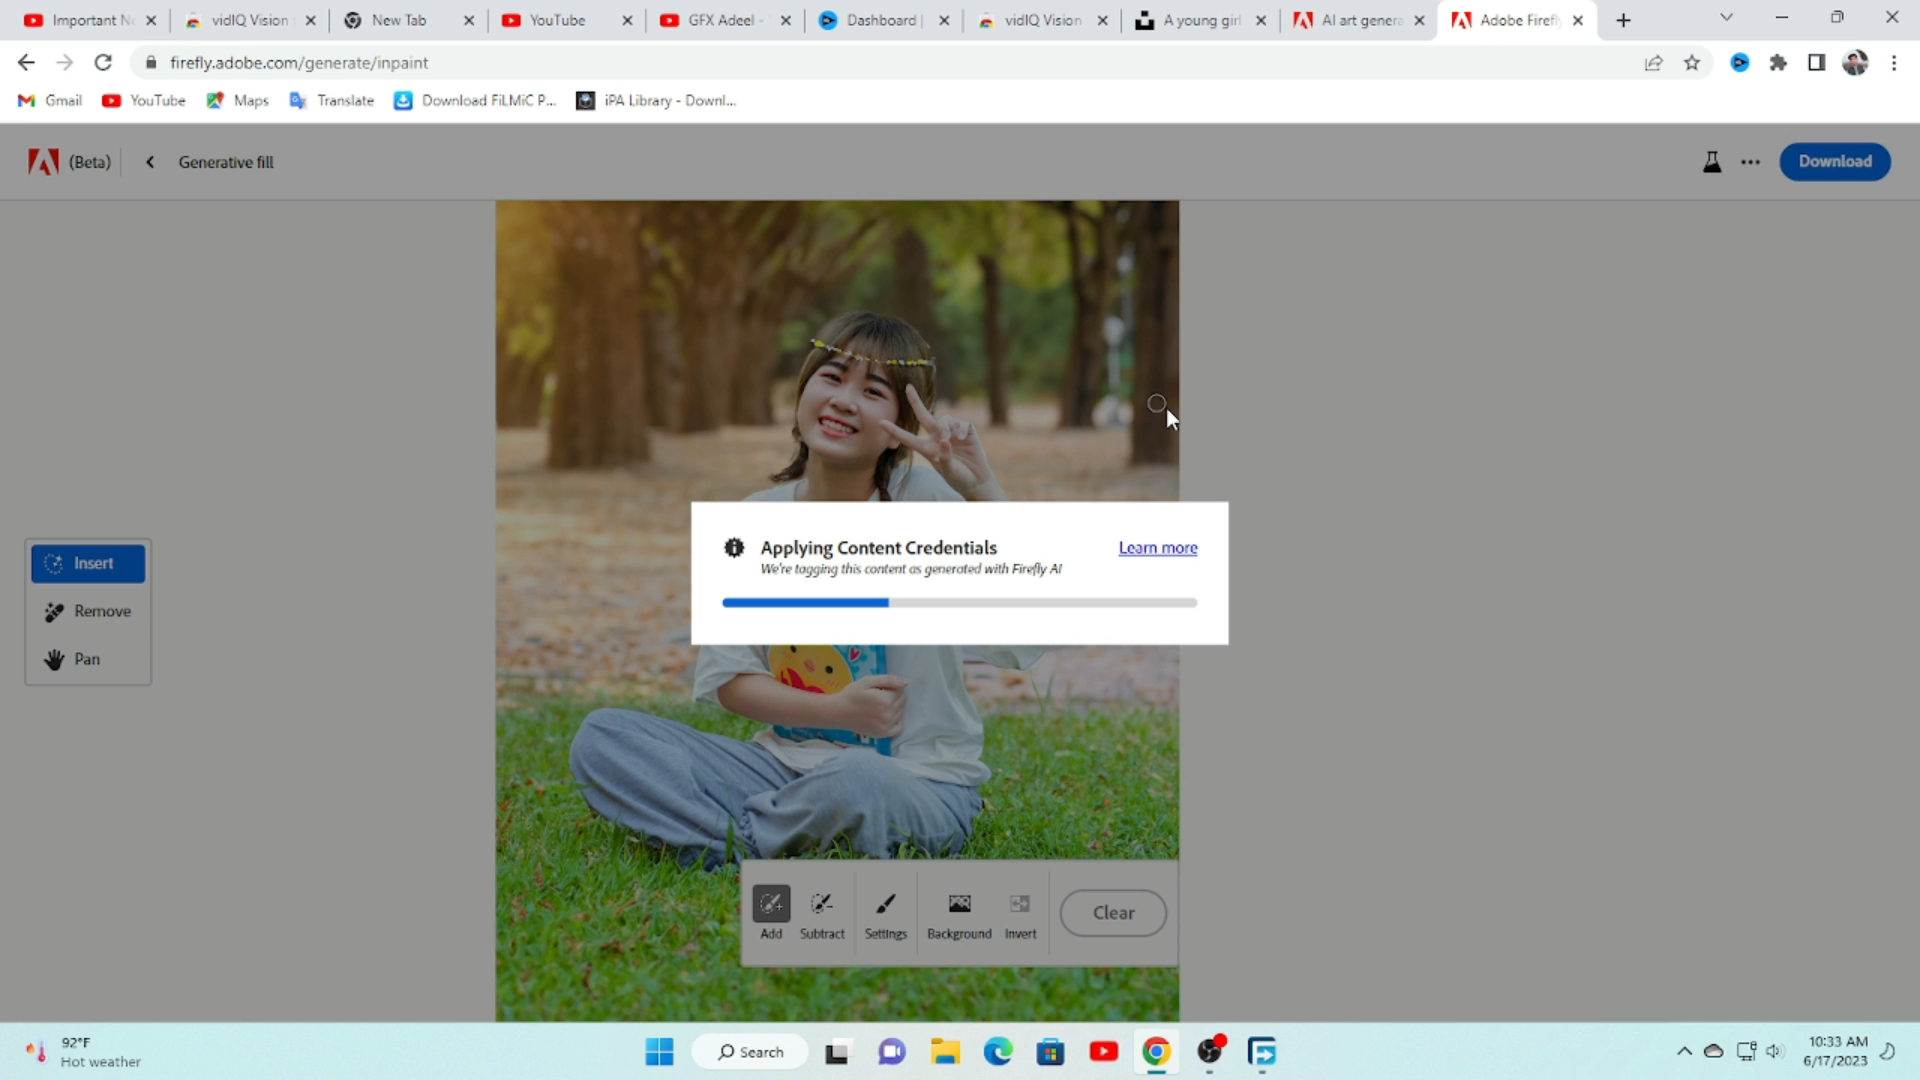 Important Ne
vidIQ Vision
New Tab
YouTube
GFX Adeel -
Dashboard |
vidIQ Vision
A young girl
AI art genera
Adobe Firefl
firefly.adobe.com/generate/inpaint
Gmail
YouTube
Maps
Translate
Download FiLMiC P...
iPA Library - Downl...
(Beta)
Generative fill
Download
Applying Content Credentials
Learn more
We're tagging this content as generated with Firefly AI
Insert
Remove
Pan
Add
Subtract
Settings
Background
Invert
Clear
92°F
Hot weather
Search
10:33 AM
6/17/2023